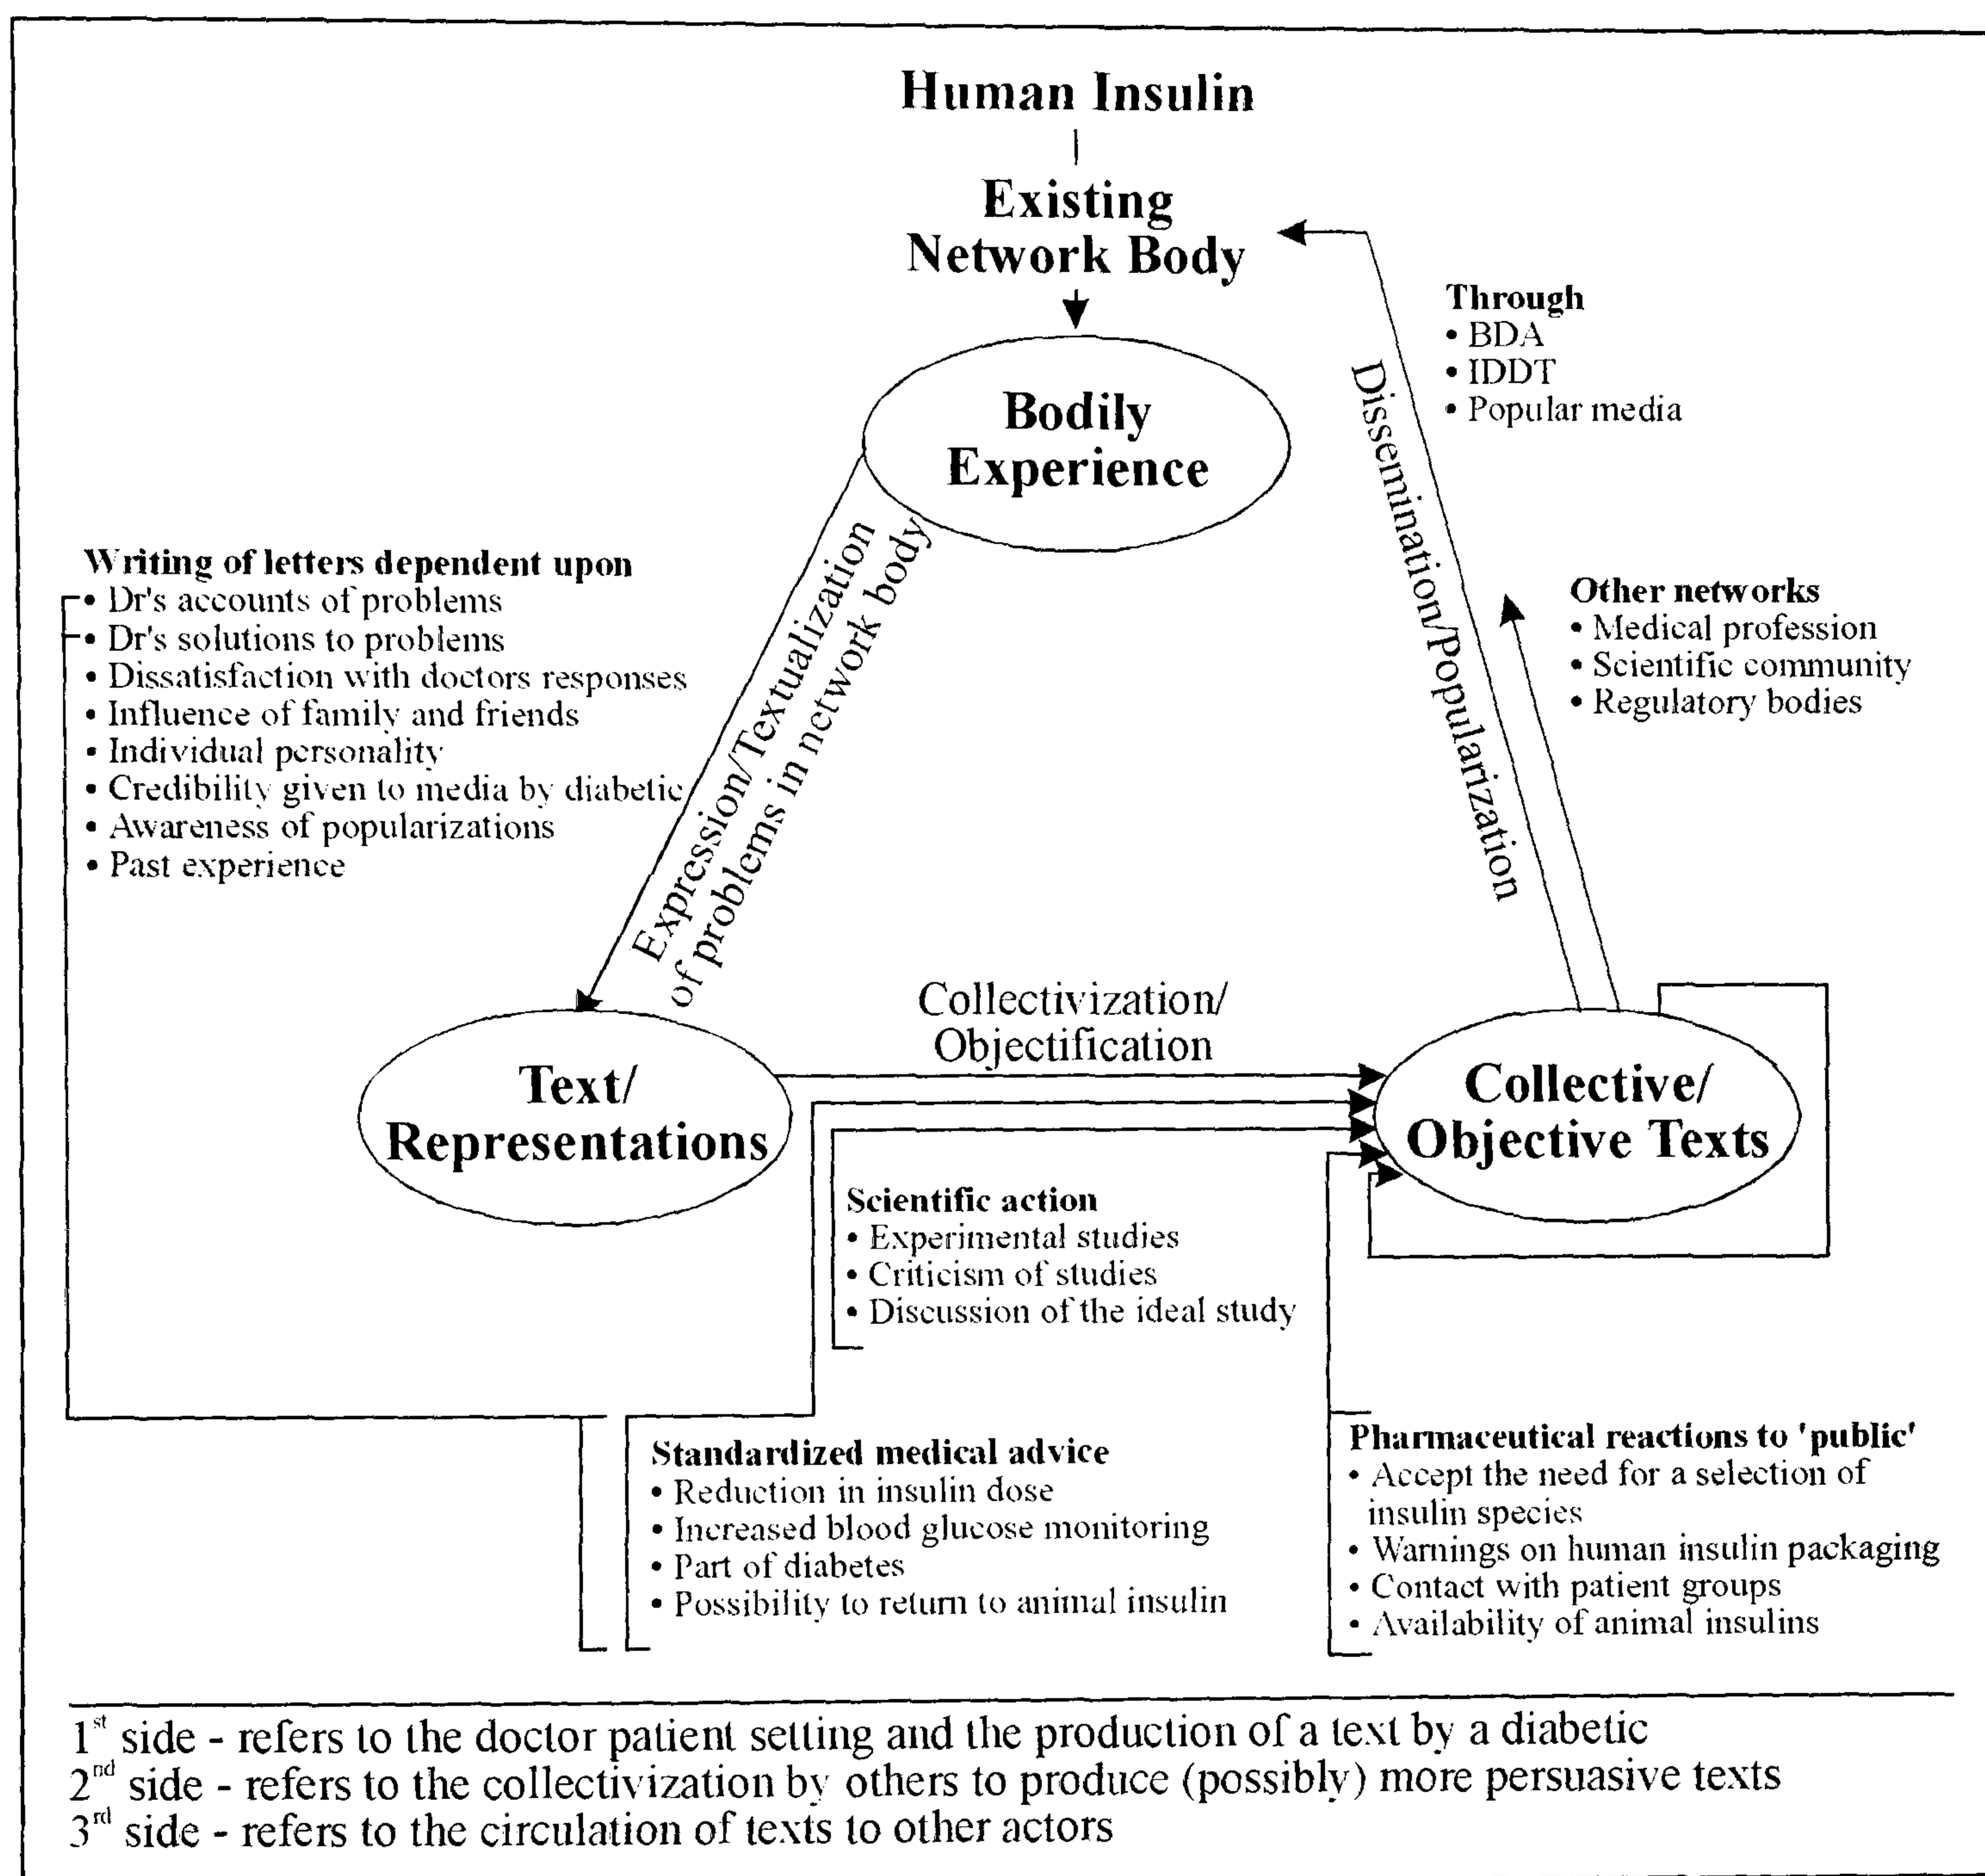 Human Insulin
Existing
Network Body
Bodily
Experience
Through
• BDA
• IDDT
• Popular media
Dissemination/Popularization
Other networks
• Medical profession
• Scientific community
• Regulatory bodies
Writing of letters dependent upon
• Dr's accounts of problems
• Dr's solutions to problems
• Dissatisfaction with doctors responses
• Influence of family and friends
• Individual personality
• Credibility given to media by diabetic
• Awareness of popularizations
• Past experience
Expression/Textualization
of problems in network body
Text/
Representations
Collectivization/
Objectification
Collective/
Objective Texts
Scientific action
• Experimental studies
• Criticism of studies
• Discussion of the ideal study
Standardized medical advice
• Reduction in insulin dose
• Increased blood glucose monitoring
• Part of diabetes
• Possibility to return to animal insulin
Pharmaceutical reactions to 'public'
• Accept the need for a selection of
insulin species
• Warnings on human insulin packaging
• Contact with patient groups
• Availability of animal insulins
1st side - refers to the doctor patient setting and the production of a text by a diabetic
2nd side - refers to the collectivization by others to produce (possibly) more persuasive texts
3rd side - refers to the circulation of texts to other actors